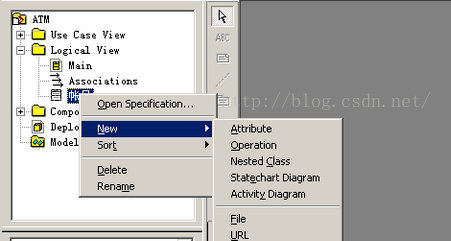 ATM
Use Case View
Logical View
Main
Associations
Open Specification...
New
Sort
Delete
Rename
Compo
Deplo
Model
ABC
http://blog.csdn.net/
Attribute
Operation
Nested Class
Statechart Diagram
Activity Diagram
File
URL